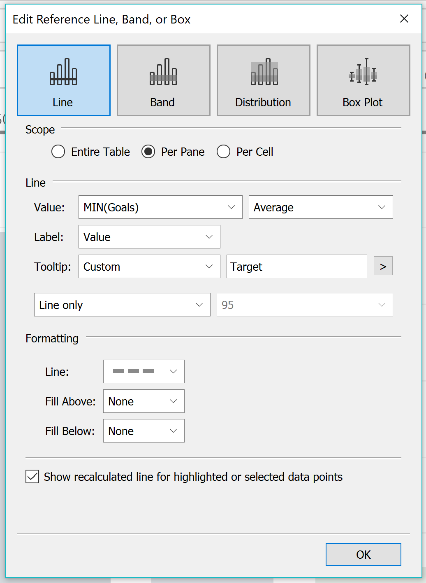 Edit Reference Line, Band, or Box
Line
Band
Distribution
Box Plot
Scope
Entire Table
Per Pane
Per Cell
Line
Value:
MIN(Goals)
Average
Label:
Value
Tooltip:
Custom
Target
>
Line only
95
Formatting
Line:
Fill Above:
None
Fill Below:
None
Show recalculated line for highlighted or selected data points
OK